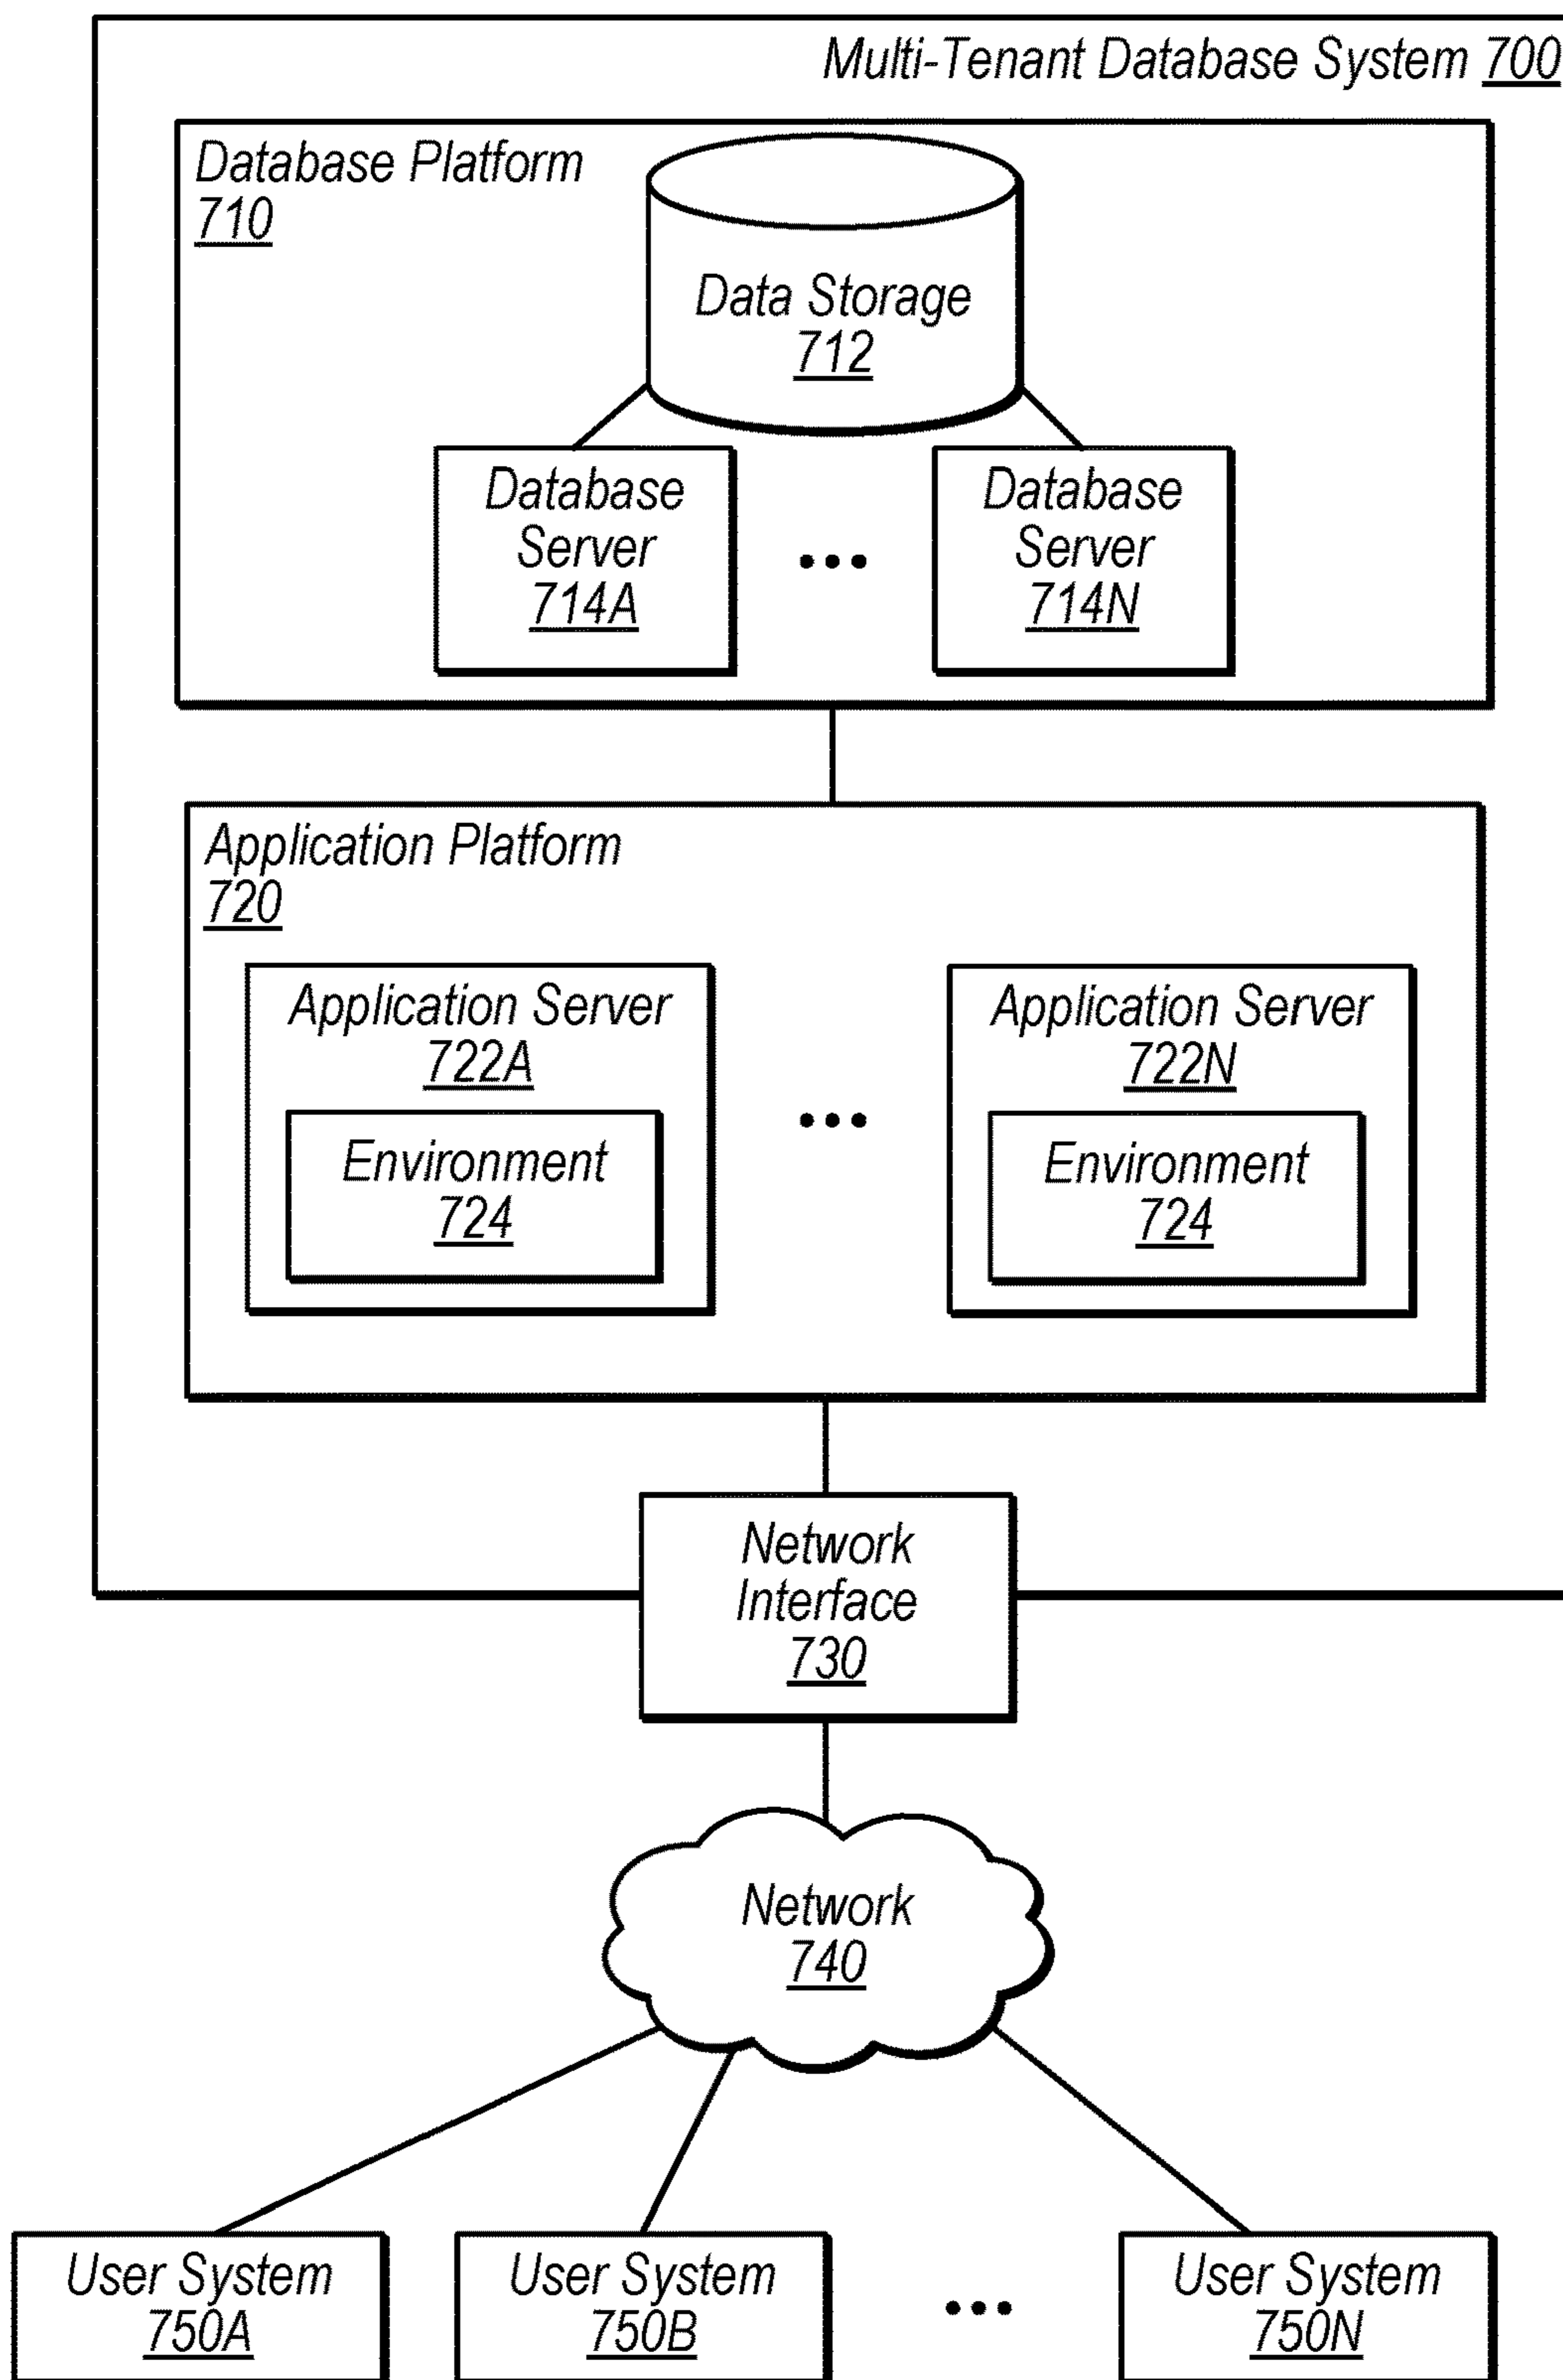 Multi-Tenant Database System 700
Database Platform
710
Data Storage
712
Database
Server
714A
Database
Server
714N
Application Platform
720
Application Server
722A
Environment
724
Application Server
722N
Environment
724
Network
Interface
730
Network
740
User System
750A
User System
750B
User System
750N